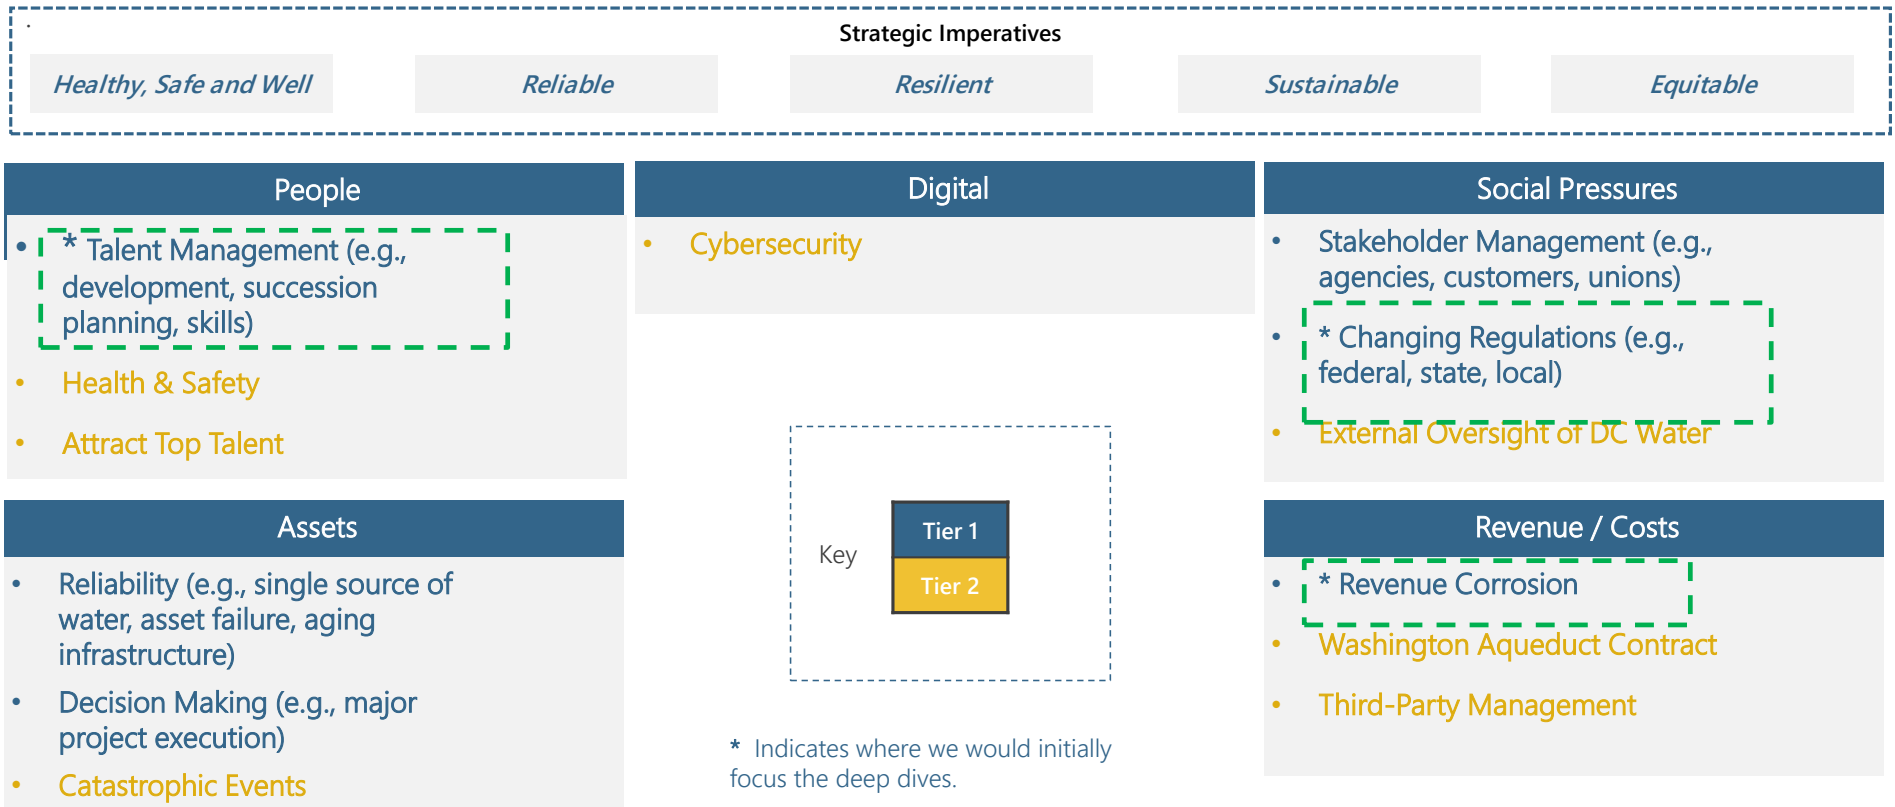 Strategic Imperatives
Healthy, Safe and Well
Reliable
Resilient
Sustainable
Equitable
People
• * Talent Management (e.g.,
development, succession
planning, skills)
• Health & Safety
• Attract Top Talent
Digital
• Cybersecurity
Social Pressures
• Stakeholder Management (e.g.,
agencies, customers, unions)
• * Changing Regulations (e.g.,
federal, state, local)
• External Oversight of DC Water
Assets
• Reliability (e.g., single source of
water, asset failure, aging
infrastructure)
• Decision Making (e.g., major
project execution)
• Catastrophic Events
Key
Tier 1
Tier 2
* Indicates where we would initially
focus the deep dives.
Revenue / Costs
• * Revenue Corrosion
• Washington Aqueduct Contract
• Third-Party Management